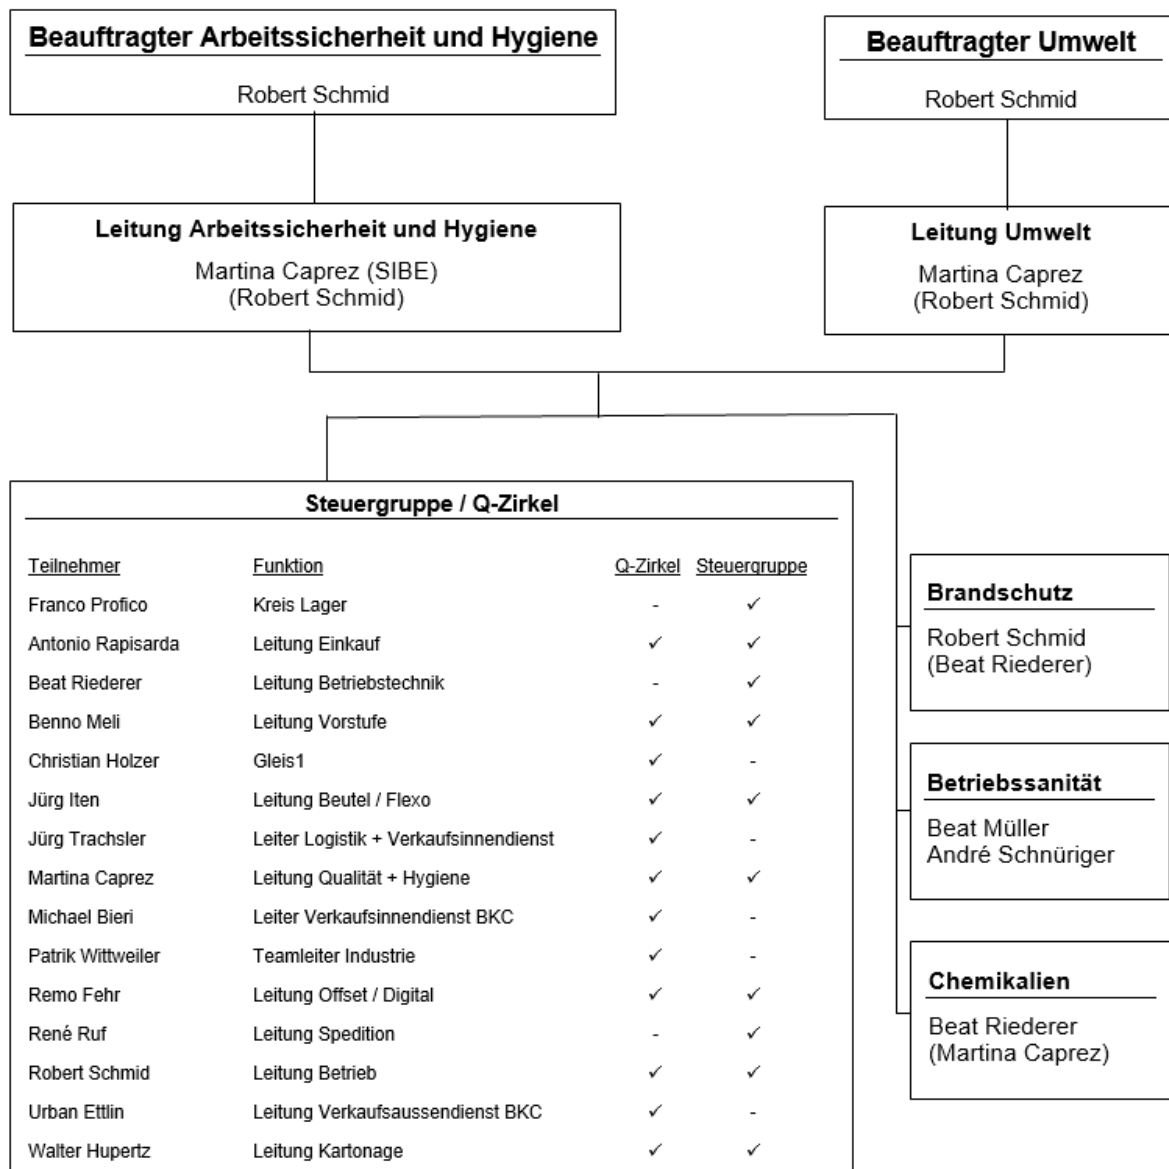 Beauftragter Arbeitssicherheit und Hygiene
Robert Schmid
Beauftragter Umwelt
Robert Schmid
Leitung Arbeitssicherheit und Hygiene
Martina Caprez (SIBE)
(Robert Schmid)
Leitung Umwelt
Martina Caprez
(Robert Schmid)
Steuergruppe / Q-Zirkel
Teilnehmer Funktion Q-Zirkel Steuergruppe
Franco Profico Kreis Lager - ✓
Antonio Rapisarda Leitung Einkauf ✓ ✓
Beat Riederer Leitung Betriebstechnik - ✓
Benno Meli Leitung Vorstufe ✓ ✓
Christian Holzer Gleis1 ✓ -
Jürg Iten Leitung Beutel / Flexo ✓ ✓
Jürg Trachsler Leiter Logistik + Verkaufsinnendienst ✓ -
Martina Caprez Leitung Qualität + Hygiene ✓ ✓
Michael Bieri Leiter Verkaufsinnendienst BKC ✓ -
Patrik Wittweiler Teamleiter Industrie ✓ -
Remo Fehr Leitung Offset / Digital ✓ ✓
René Ruf Leitung Spedition - ✓
Robert Schmid Leitung Betrieb ✓ ✓
Urban Ettlin Leitung Verkaufsaussendienst BKC ✓ -
Walter Hupertz Leitung Kartonage ✓ ✓
Brandschutz
Robert Schmid
(Beat Riederer)
Betriebssanität
Beat Müller
André Schnüriger
Chemikalien
Beat Riederer
(Martina Caprez)